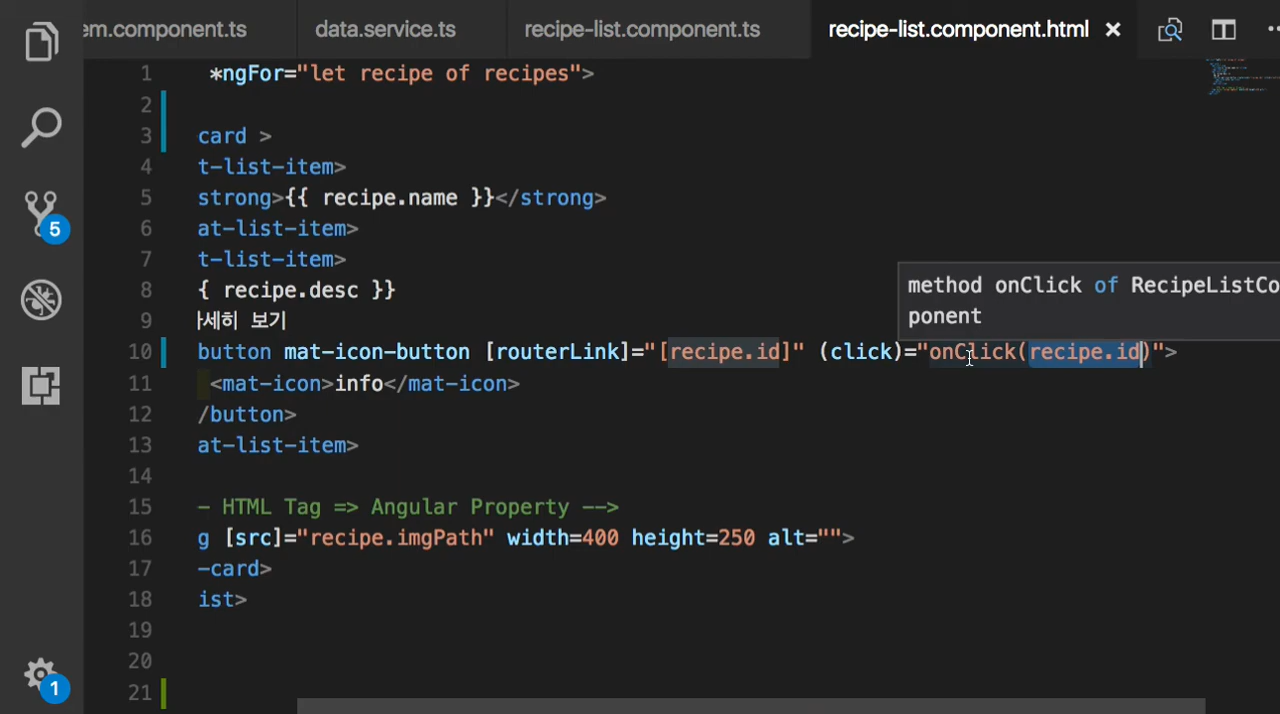 em.component.ts data.service.ts recipe-list.component.ts recipe-list.component.html
1 *ngFor="let recipe of recipes">
2
3 card >
4 t-list-item>
5 strong>{{ recipe.name }}</strong>
6 at-list-item>
7 t-list-item>
method onClick of RecipeListCo
8 { recipe.desc }}
ponent
9 세히 보기
10 button mat-icon-button [routerLink]="[recipe.id]" (click)="onClick(recipe.id)">
11 <mat-icon>info</mat-icon>
12 /button>
13 at-list-item>
14
15 - HTML Tag => Angular Property -->
16 g [src]="recipe.imgPath" width=400 height=250 alt="">
17 -card>
18 ist>
19
20
21
5
1